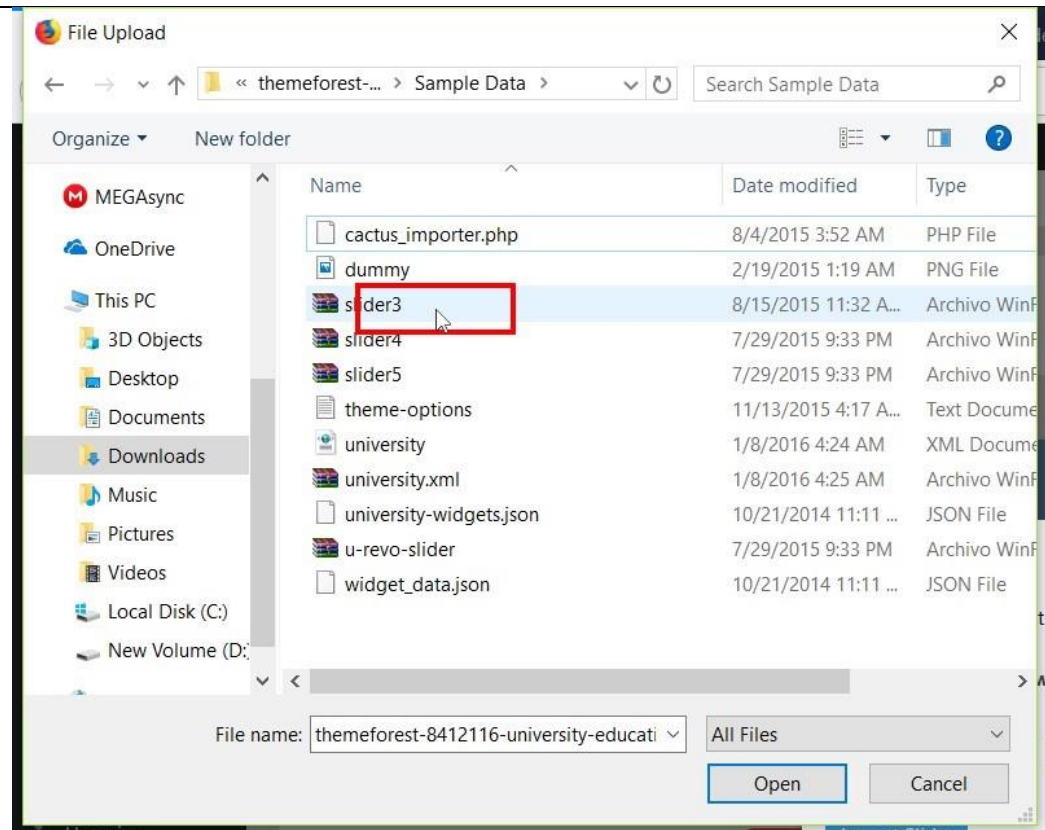 File Upload
« themeforest-... > Sample Data >
Search Sample Data
Organize
New folder
?
Name
Date modified
Type
MEGAsync
OneDrive
This PC
3D Objects
Desktop
Documents
Downloads
Music
Pictures
Videos
Local Disk (C:)
New Volume (D:
cactus_importer.php 8/4/2015 3:52 AM PHP File
dummy 2/19/2015 1:19 AM PNG File
slider3 8/15/2015 11:32 A... Archivo Win
slider4 7/29/2015 9:33 PM Archivo Win
slider5 7/29/2015 9:33 PM Archivo Win
theme-options 11/13/2015 4:17 A... Text Docume
university 1/8/2016 4:24 AM XML Docume
university.xml 1/8/2016 4:25 AM Archivo Win
university-widgets.json 10/21/2014 11:11 ... JSON File
u-revo-slider 7/29/2015 9:33 PM Archivo Win
widget_data.json 10/21/2014 11:11 ... JSON File
File name: themeforest-8412116-university-educati
All Files
Open
Cancel